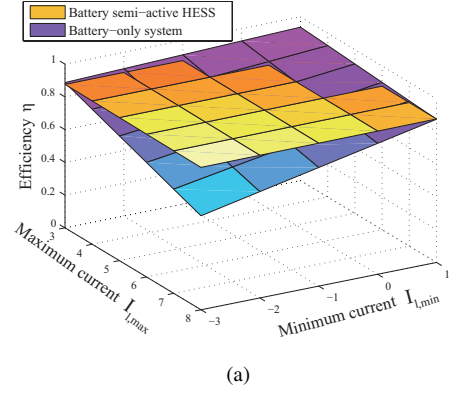 Battery semi−active HESS
Battery−only system
1
0.8
0.6
0.4
0.2
0
Efficiency η
3
4
5
6
7
8
Maximum current I_l,max
−3
−2
−1
0
1
Minimum current I_l,min
(a)